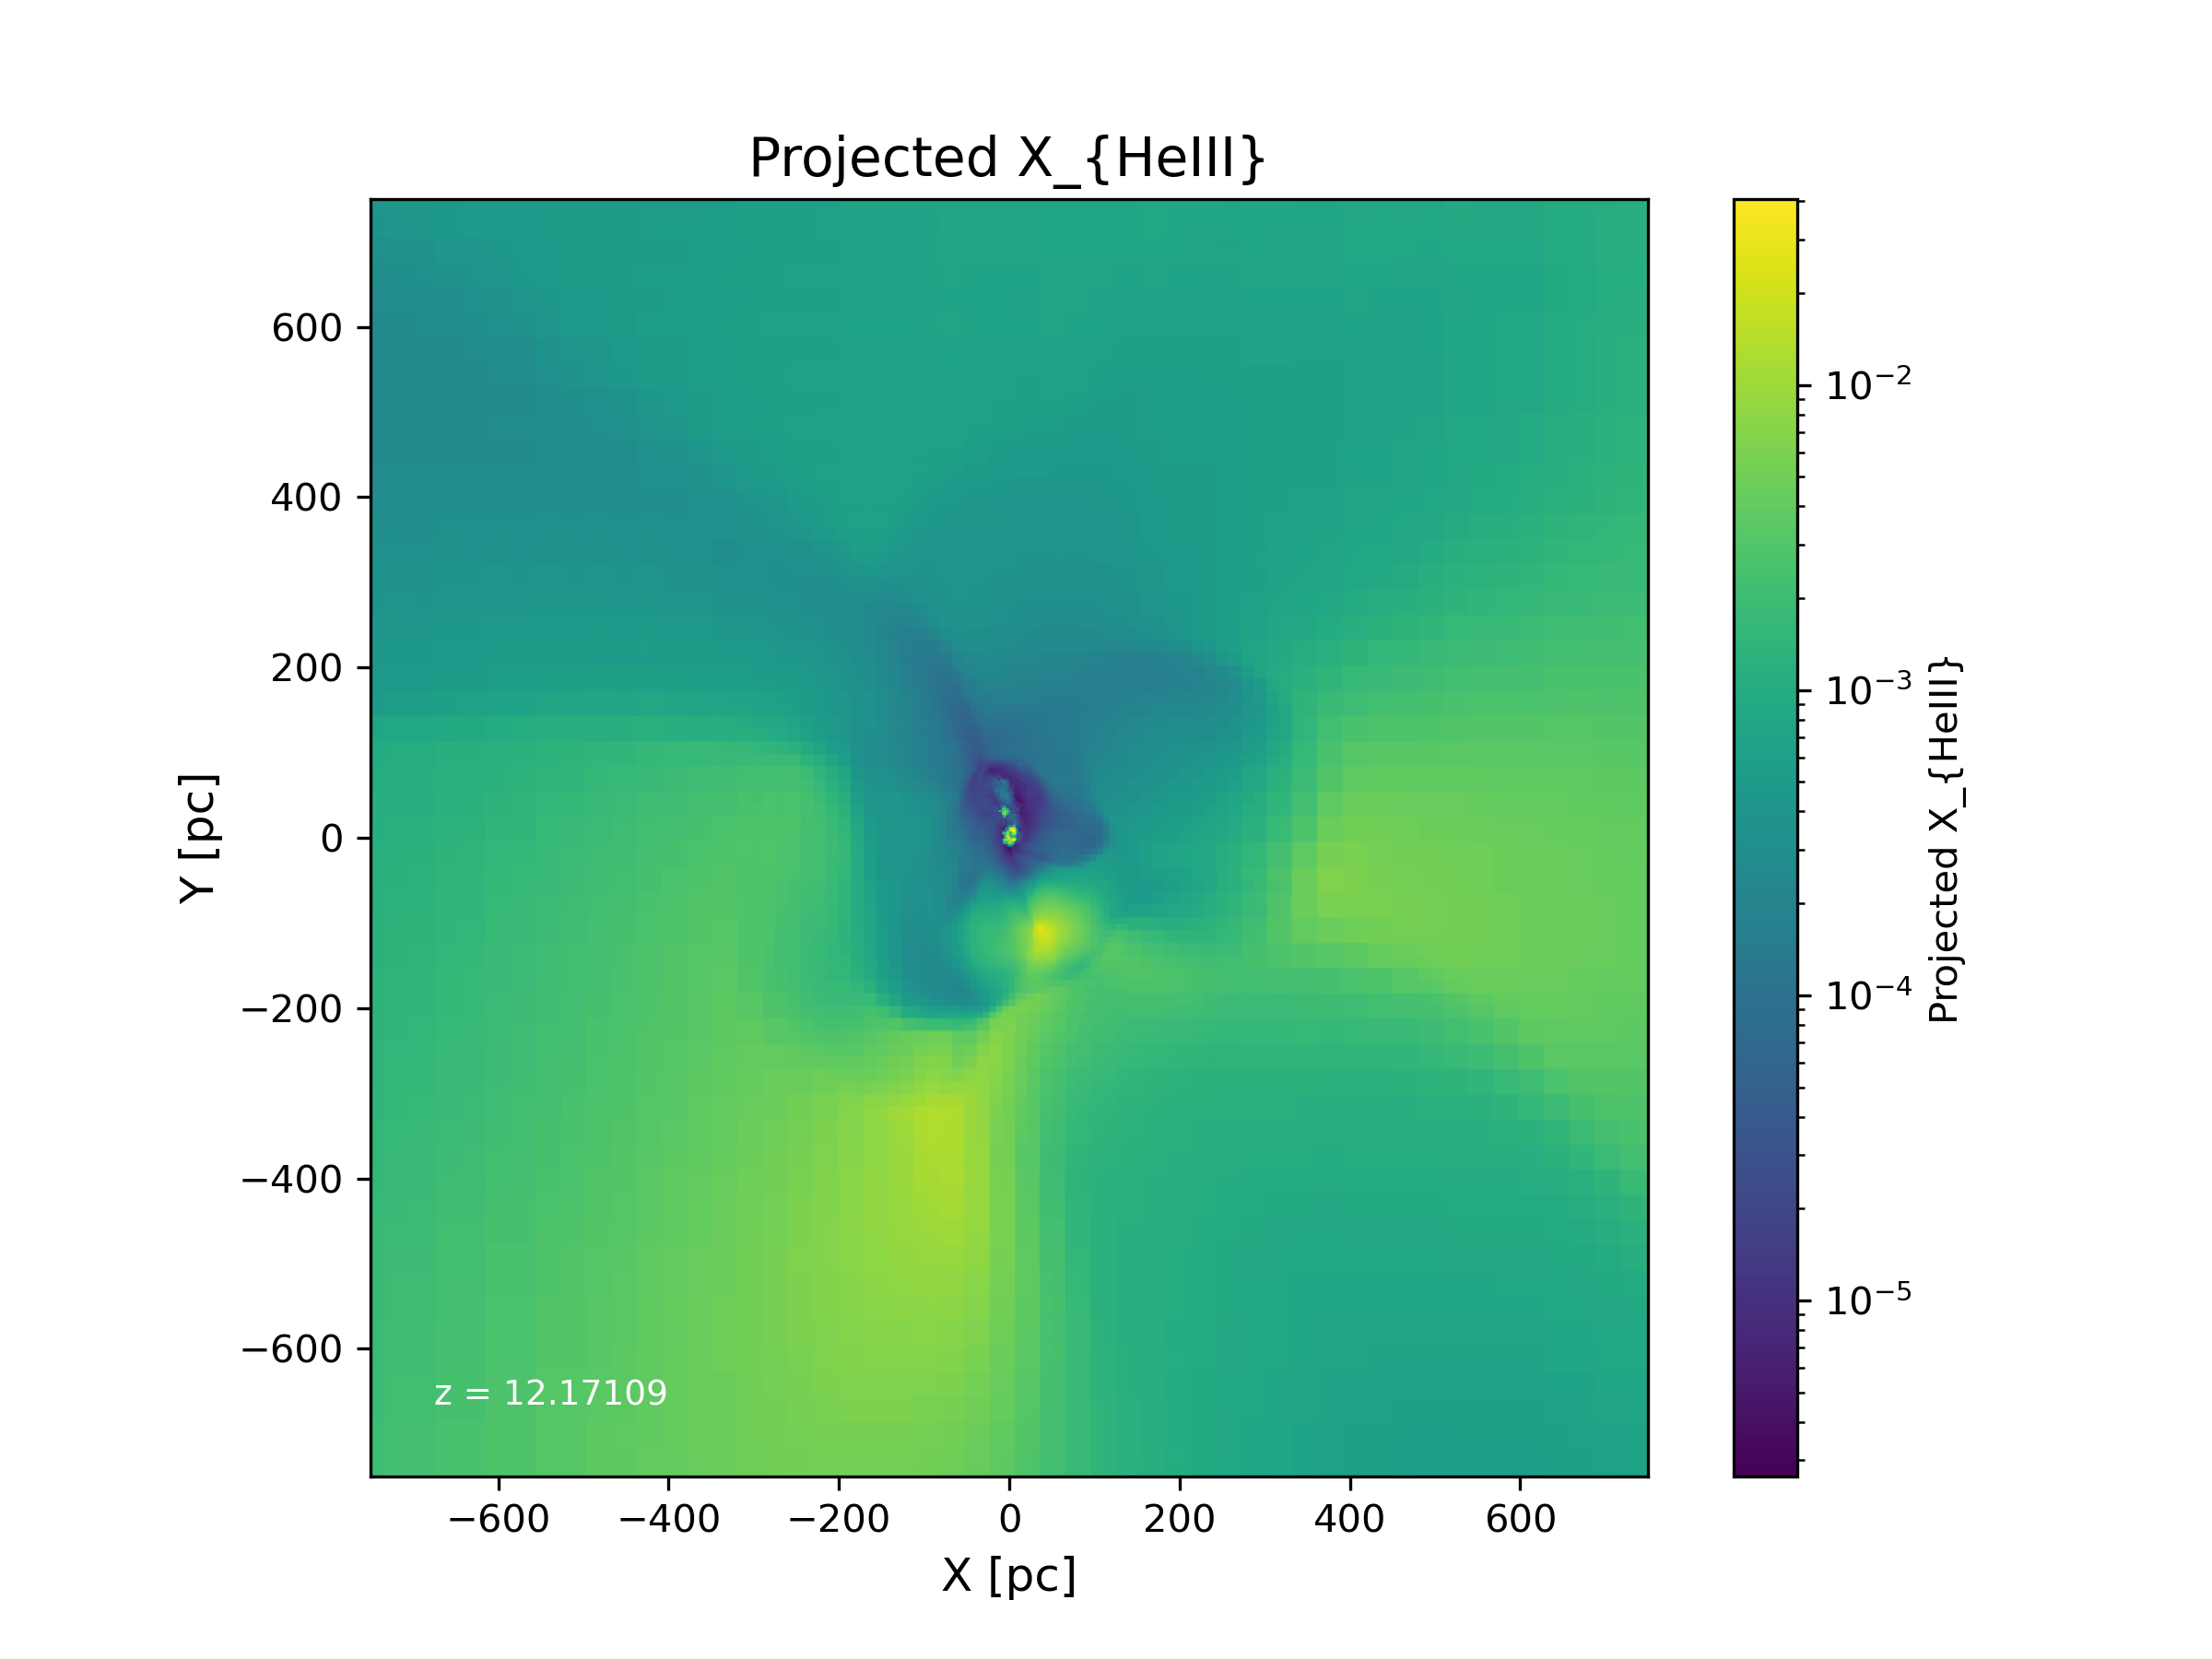 Projected X_{HeIII}
600
400
200
0
−200
−400
−600
Y [pc]
z = 12.17109
−600 −400 −200 0 200 400 600
X [pc]
10⁻²
10⁻³
10⁻⁴
10⁻⁵
Projected X_{HeIII}